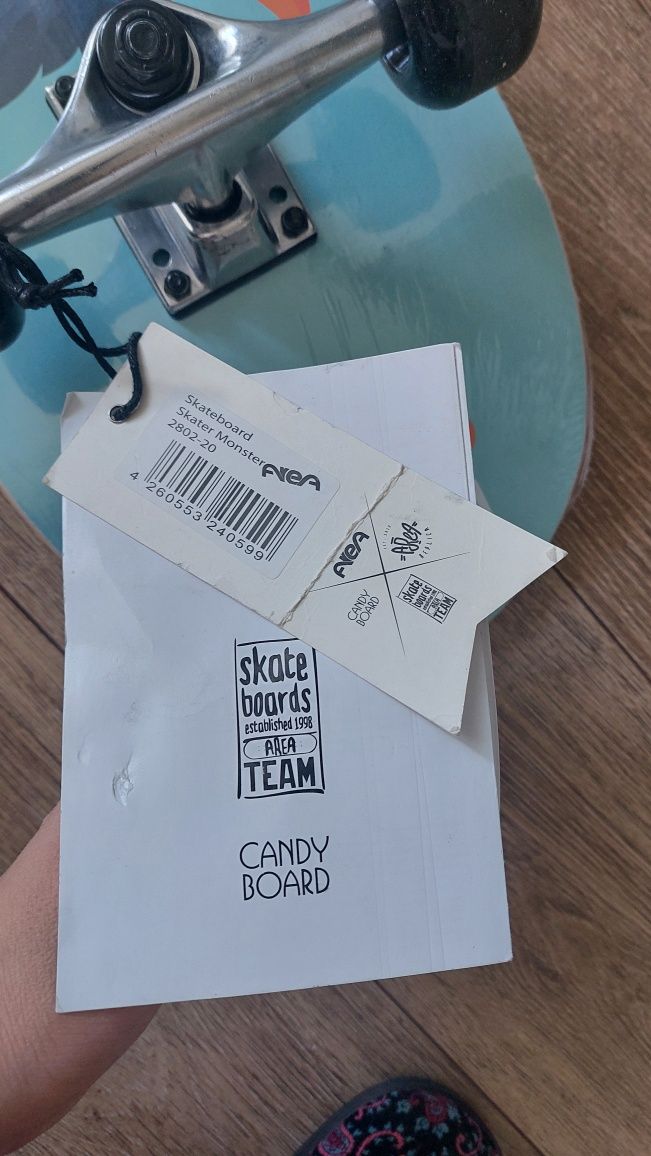 Skateboard
Skater Monster
2802-20
AreA
4 260553 240599
AreA
AReA
CANDY
BOARD
skate
boards
AREA
TEAM
skate
boards
established 1998
AREA
TEAM
CANDY
BOARD